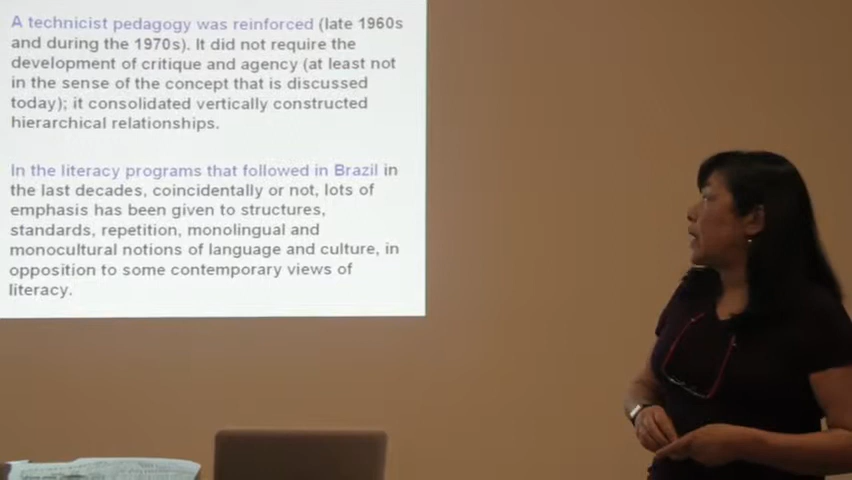 A technicist pedagogy was reinforced (late 1960s
and during the 1970s). It did not require the
development of critique and agency (at least not
in the sense of the concept that is discussed
today); it consolidated vertically constructed
hierarchical relationships.
In the literacy programs that followed in Brazil in
the last decades, coincidentally or not, lots of
emphasis has been given to structures,
standards, repetition, monolingual and
monocultural notions of language and culture, in
opposition to some contemporary views of
literacy.